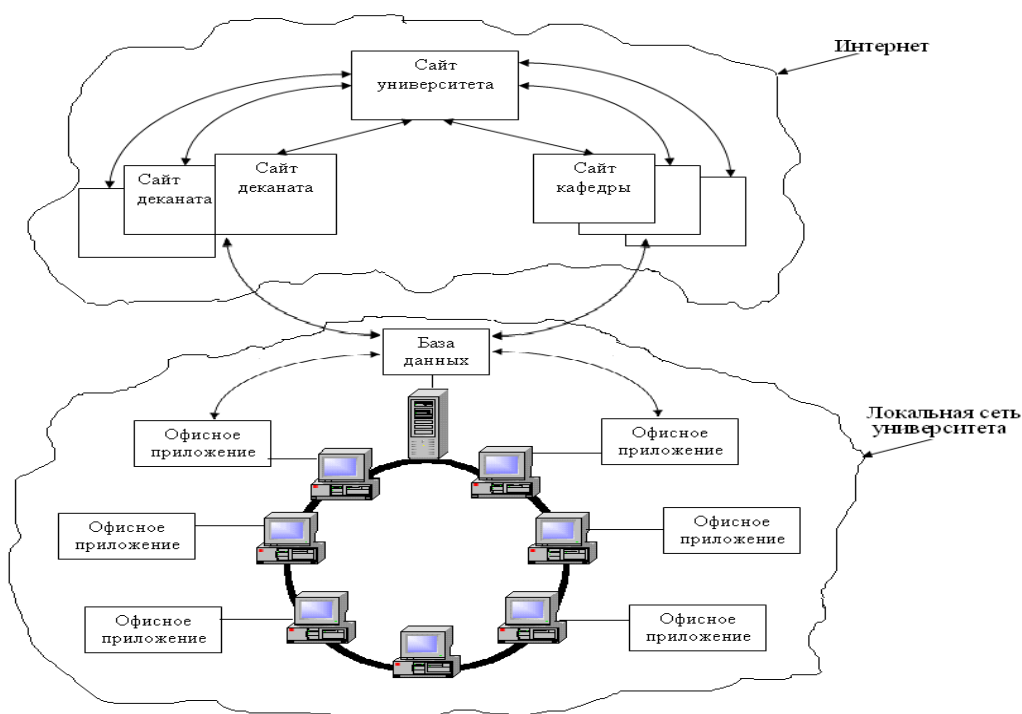 Интернет
Сайт
университета
Сайт
деканата
Сайт
деканата
Сайт
кафедры
База
данных
Локальная сеть
университета
Офисное
приложение
Офисное
приложение
Офисное
приложение
Офисное
приложение
Офисное
приложение
Офисное
приложение